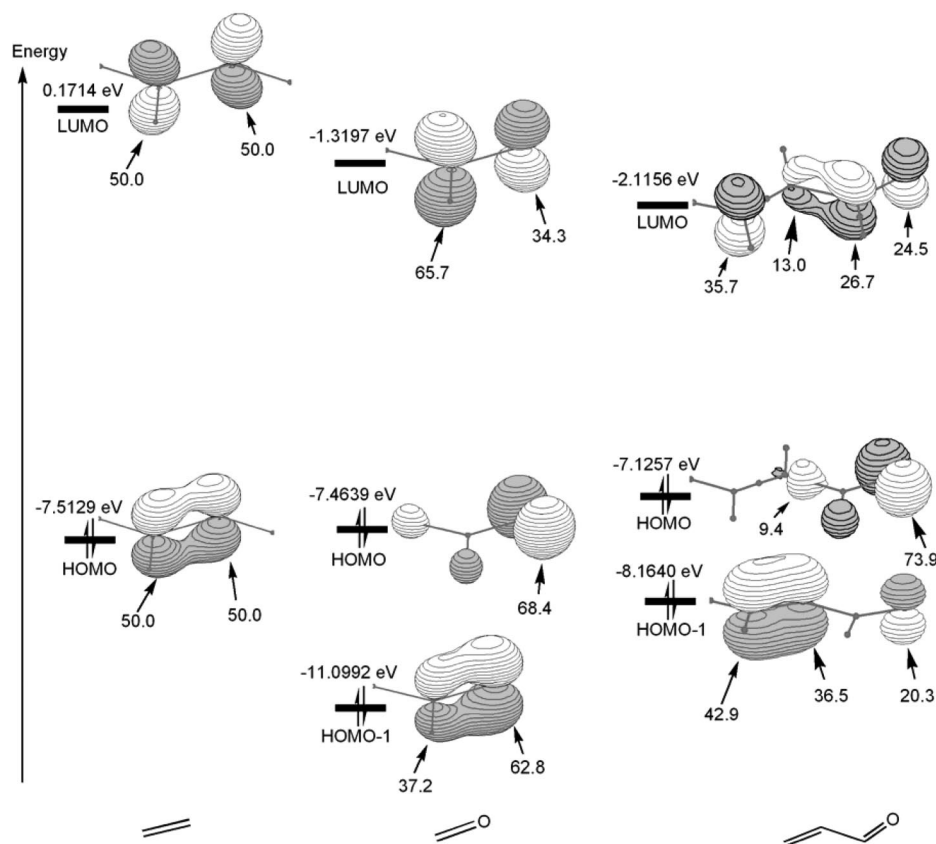 Energy
0.1714 eV
LUMO
50.0
50.0
-1.3197 eV
LUMO
65.7
34.3
-2.1156 eV
LUMO
35.7
13.0
26.7
24.5
-7.5129 eV
HOMO
50.0
50.0
-7.4639 eV
HOMO
68.4
-11.0992 eV
HOMO-1
37.2
62.8
-7.1257 eV
HOMO
9.4
73.9
-8.1640 eV
HOMO-1
42.9
36.5
20.3
O
O